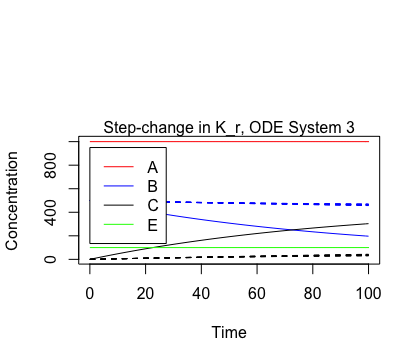 Step-change in K_r, ODE System 3
Concentration
800
400
0
A
B
C
E
0 20 40 60 80 100
Time